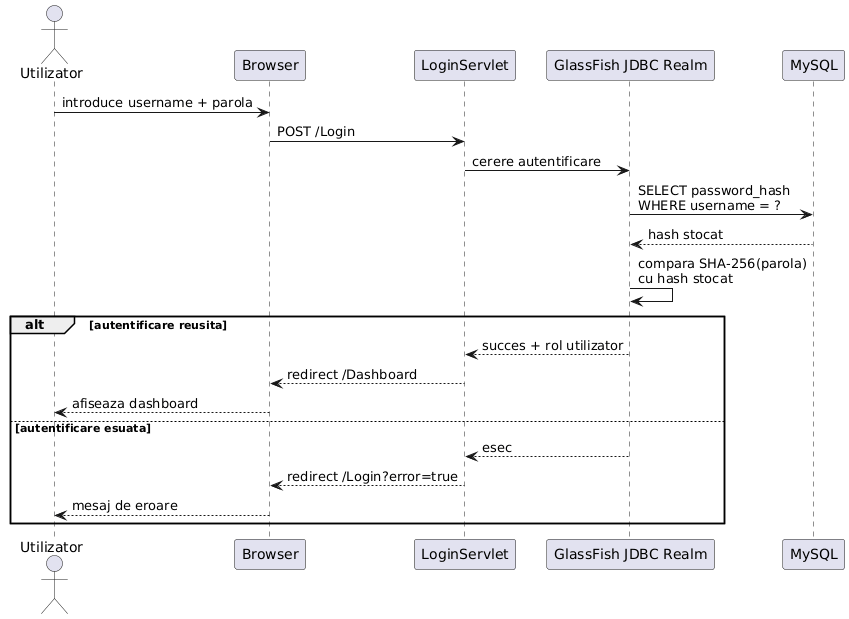 Utilizator
Browser
LoginServlet
GlassFish JDBC Realm
MySQL
introduce username + parola
POST /Login
cerere autentificare
SELECT password_hash
WHERE username = ?
hash stocat
compara SHA-256(parola)
cu hash stocat
alt
[autentificare reusita]
succes + rol utilizator
redirect /Dashboard
afiseaza dashboard
[autentificare esuata]
esec
redirect /Login?error=true
mesaj de eroare
Utilizator
Browser
LoginServlet
GlassFish JDBC Realm
MySQL